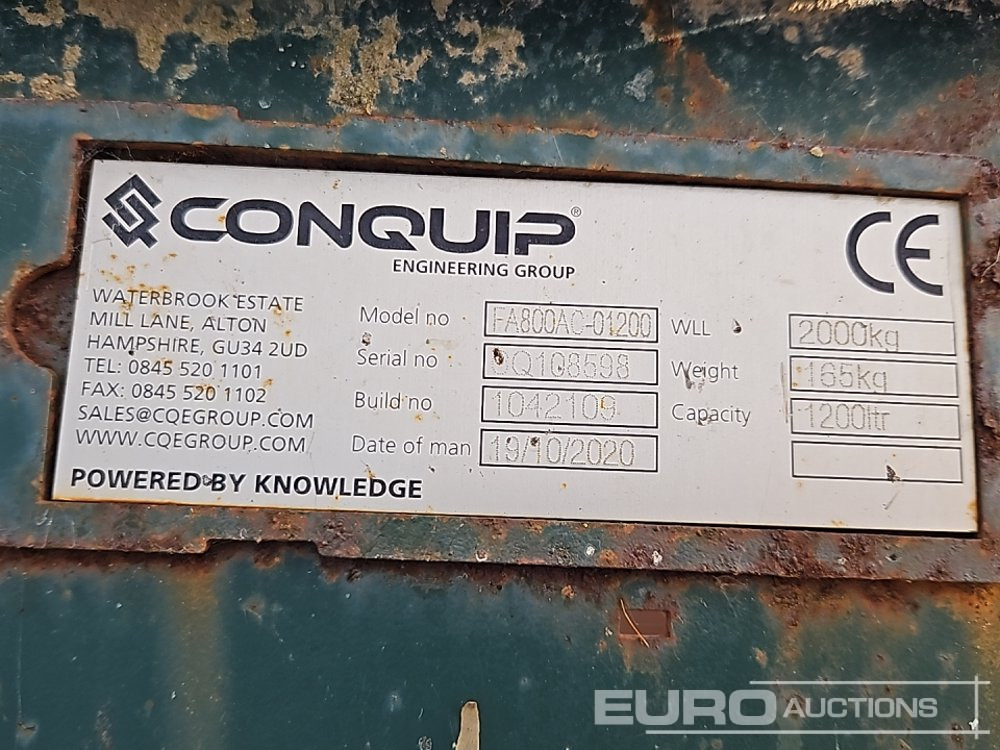 CONQUIP®
ENGINEERING GROUP
CE
WATERBROOK ESTATE
MILL LANE, ALTON
HAMPSHIRE, GU34 2UD
TEL: 0845 520 1101
FAX: 0845 520 1102
SALES@CQEGROUP.COM
WWW.CQEGROUP.COM
POWERED BY KNOWLEDGE
Model no FA800AC-01200
Serial no CQ108598
Build no 1042109
Date of man 19/10/2020
WLL 2000kg
Weight 165kg
Capacity 1200ltr
EURO AUCTIONS